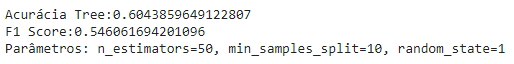 Acurácia Tree:0.6043859649122807
F1 Score:0.546061694201096
Parâmetros: n_estimators=50, min_samples_split=10, random_state=1